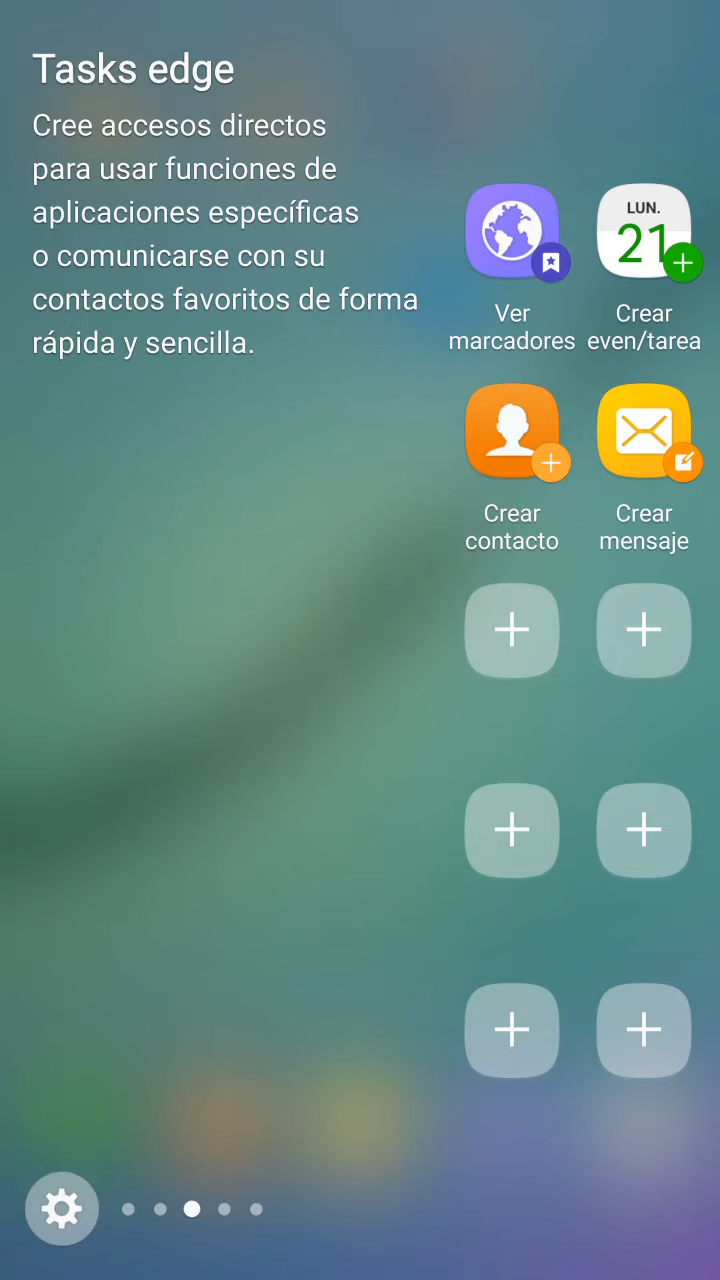 Tasks edge
Cree accesos directos
para usar funciones de
aplicaciones específicas
o comunicarse con su
contactos favoritos de forma
rápida y sencilla.
LUN.
21
Ver
marcadores
Crear
even/tarea
Crear
contacto
Crear
mensaje